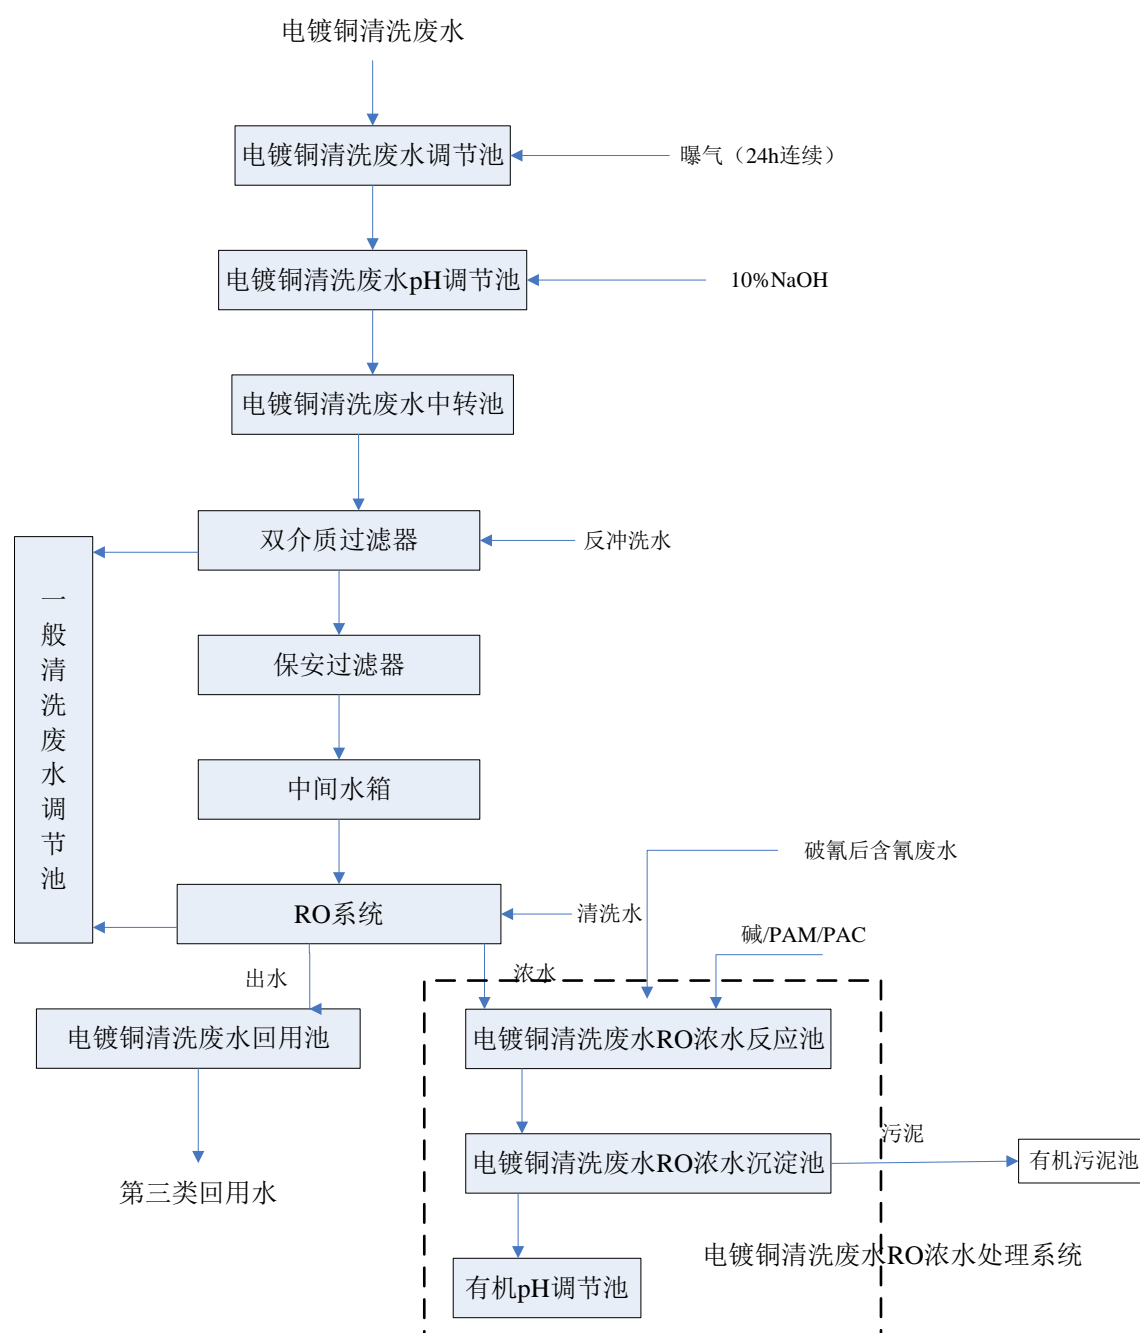 电镀铜清洗废水
电镀铜清洗废水调节池
曝气（24h连续）
电镀铜清洗废水pH调节池
10%NaOH
电镀铜清洗废水中转池
双介质过滤器
反冲洗水
一般清洗废水调节池
保安过滤器
中间水箱
破氰后含氰废水
RO系统
清洗水
碱/PAM/PAC
出水
浓水
电镀铜清洗废水回用池
电镀铜清洗废水RO浓水反应池
污泥
电镀铜清洗废水RO浓水沉淀池
有机污泥池
第三类回用水
电镀铜清洗废水RO浓水处理系统
有机pH调节池